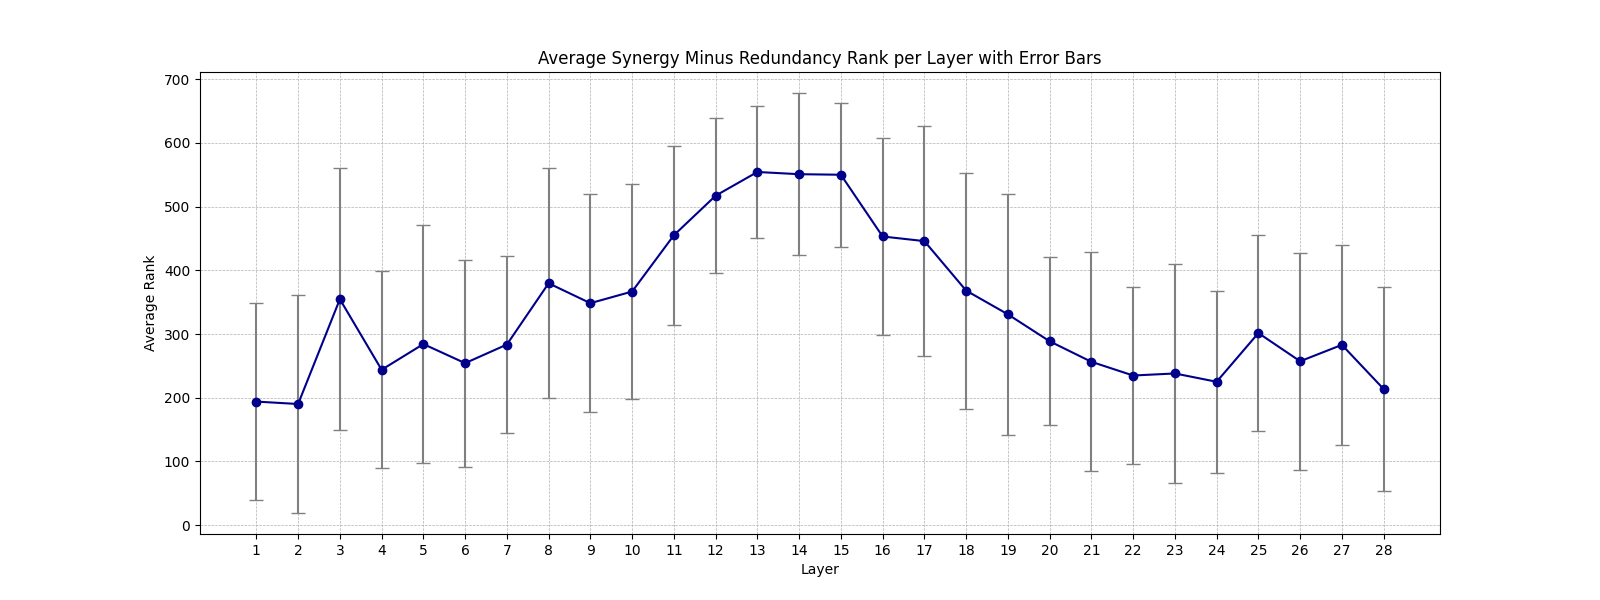 Average Synergy Minus Redundancy Rank per Layer with Error Bars
700
600
500
400
300
200
100
0
Average Rank
1 2 3 4 5 6 7 8 9 10 11 12 13 14 15 16 17 18 19 20 21 22 23 24 25 26 27 28
Layer